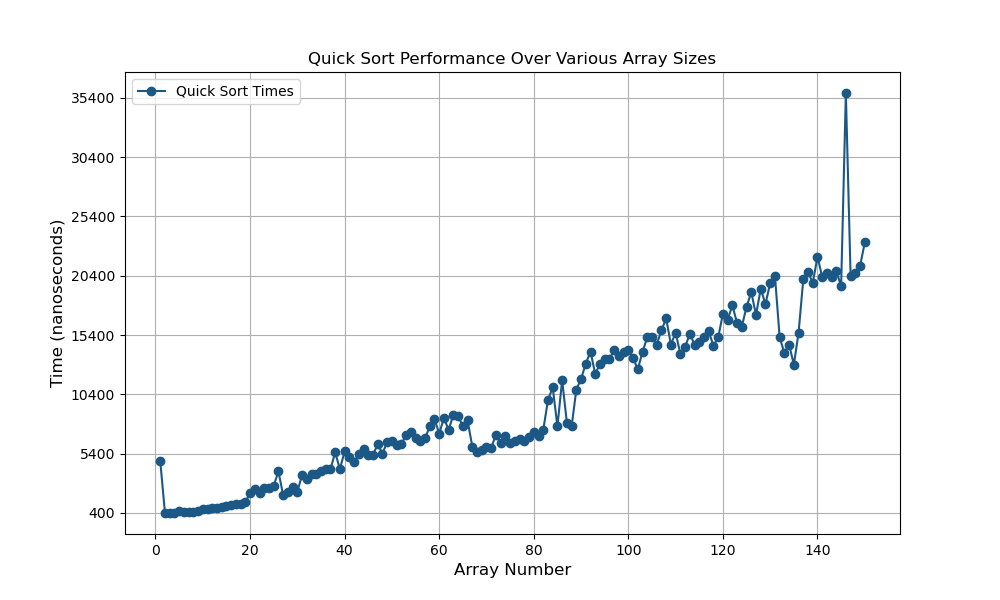 Quick Sort Performance Over Various Array Sizes
Quick Sort Times
Time (nanoseconds)
35400
30400
25400
20400
15400
10400
5400
400
0 20 40 60 80 100 120 140
Array Number